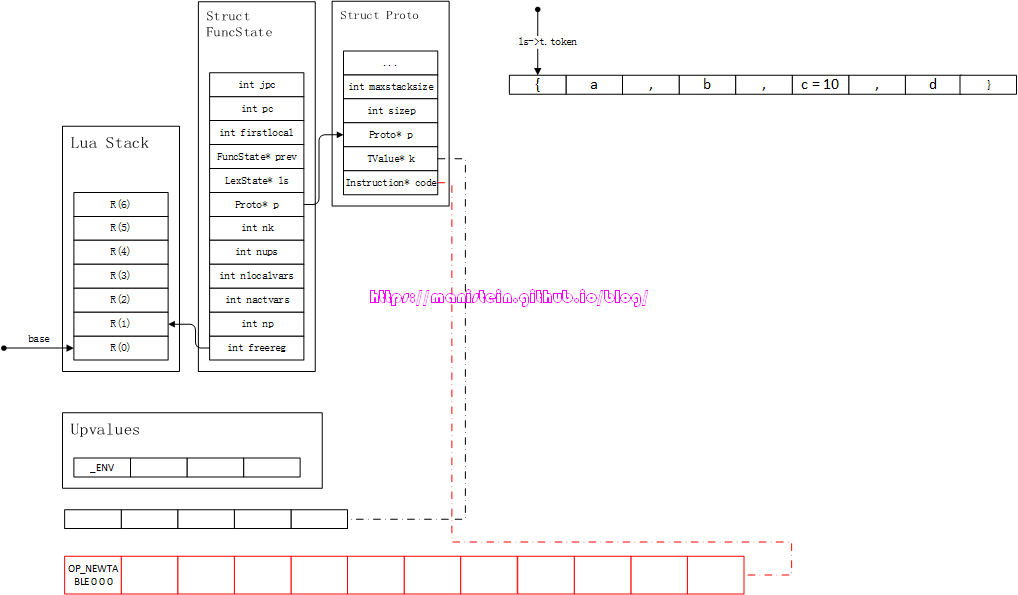 Struct
FuncState
int jpc
int pc
int firstlocal
FuncState* prev
LexState* ls
Proto* p
int nk
int nups
int nlocalvars
int nactvars
int np
int freereg
Struct Proto
...
int maxstacksize
int sizep
Proto* p
TValue* k
Instruction* code
ls->t.token
{ a , b , c = 10 , d }
Lua Stack
R(6)
R(5)
R(4)
R(3)
R(2)
R(1)
R(0)
base
https://manistein.github.io/blog/
Upvalues
_ENV
OP_NEWTA
BLE 0 0 0